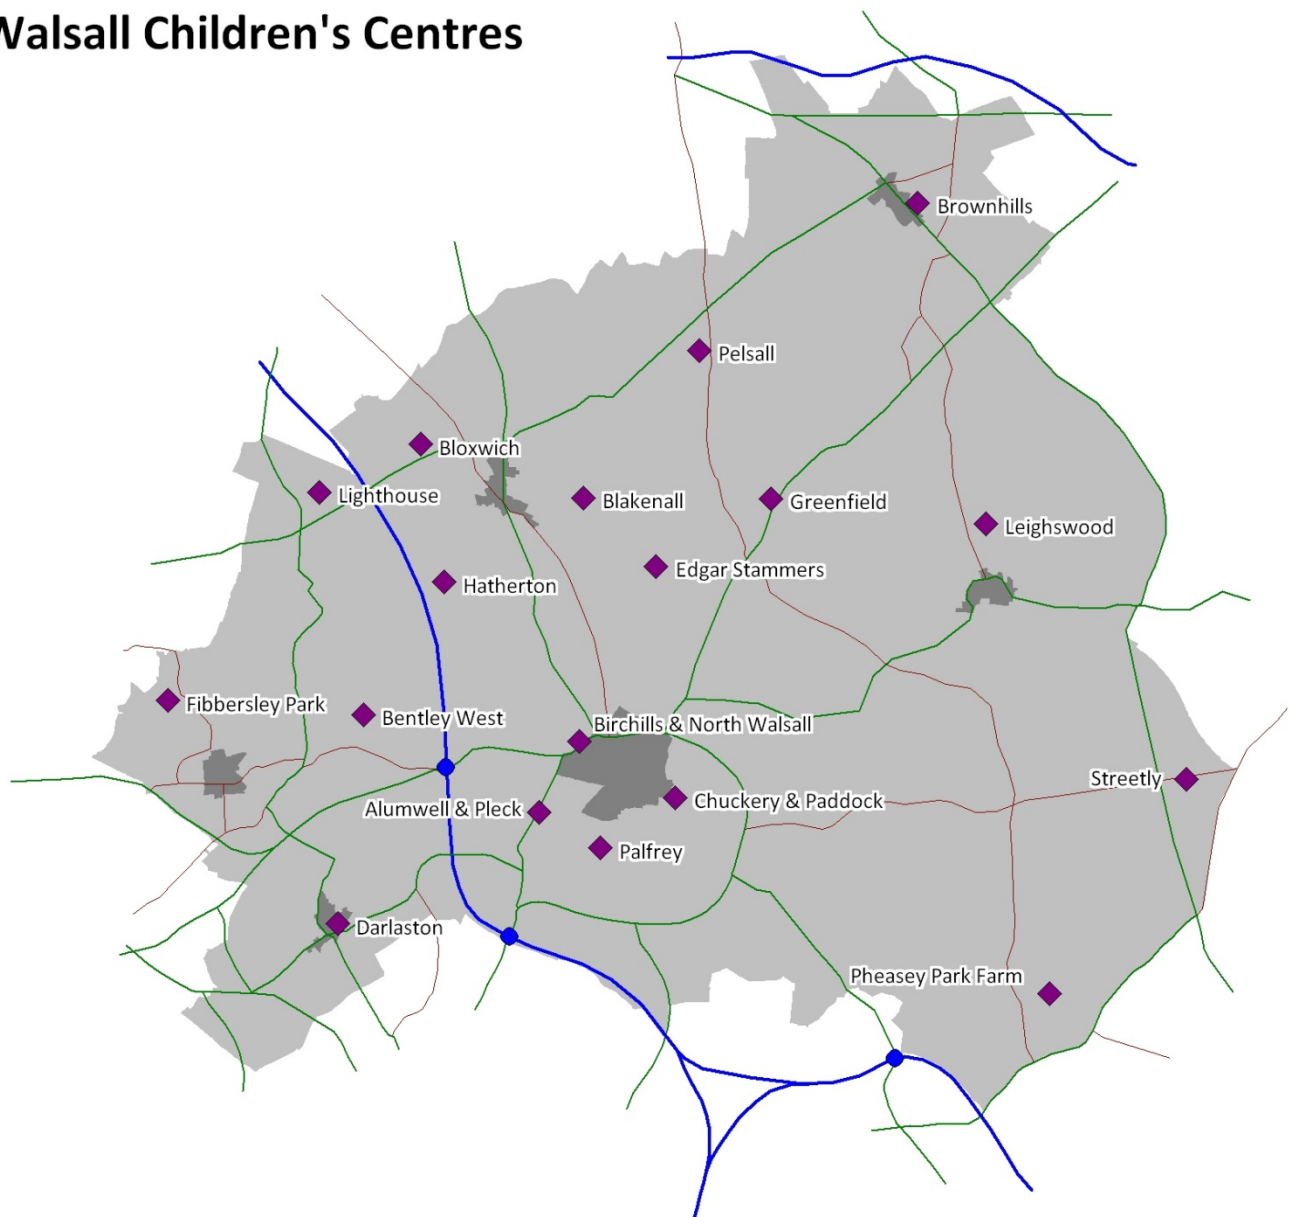 Walsall Children's Centres
Brownhills
Pelsall
Bloxwich
Lighthouse
Blakenall
Greenfield
Leighswood
Edgar Stammers
Hatherton
Fibbersley Park
Bentley West
Birchills & North Walsall
Streetly
Alumwell & Pleck
Chuckery & Paddock
Palfrey
Darlaston
Pheasey Park Farm